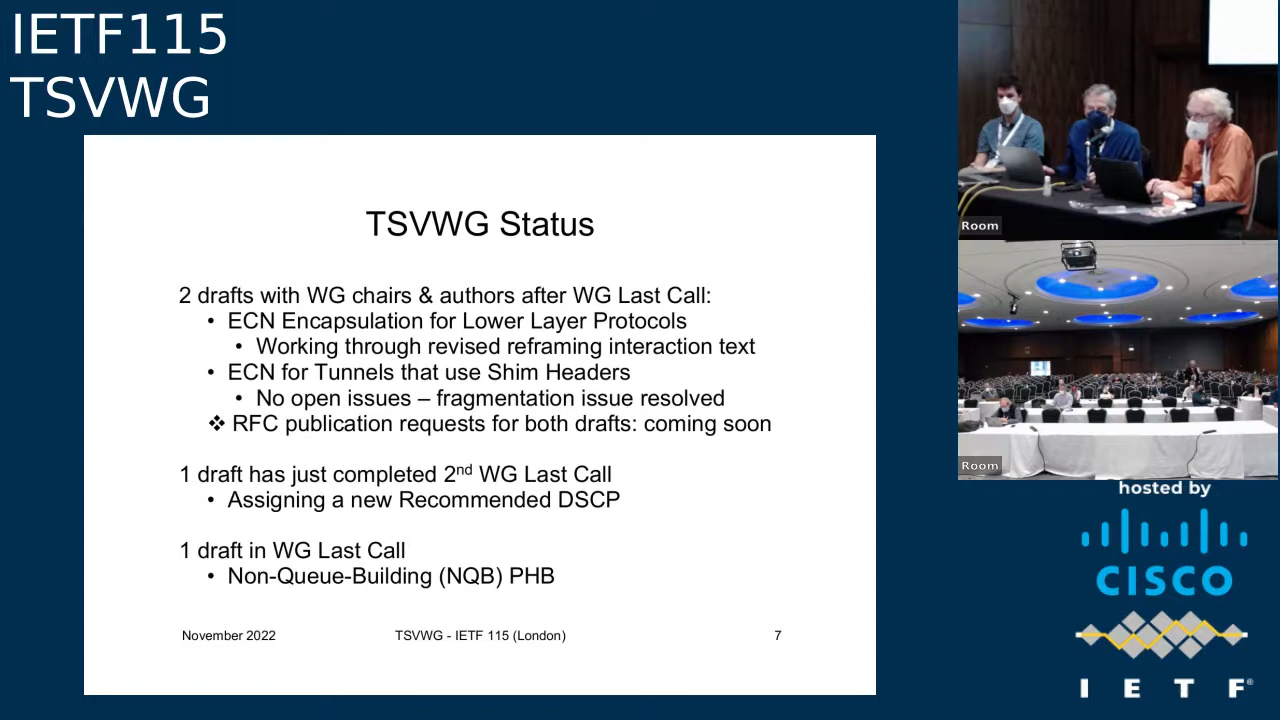 IETF115
TSVWG
TSVWG Status
2 drafts with WG chairs & authors after WG Last Call:
• ECN Encapsulation for Lower Layer Protocols
• Working through revised reframing interaction text
• ECN for Tunnels that use Shim Headers
• No open issues – fragmentation issue resolved
❖ RFC publication requests for both drafts: coming soon
1 draft has just completed 2nd WG Last Call
• Assigning a new Recommended DSCP
1 draft in WG Last Call
• Non-Queue-Building (NQB) PHB
November 2022 TSVWG - IETF 115 (London) 7
Room
Room
hosted by
CISCO
I E T F®